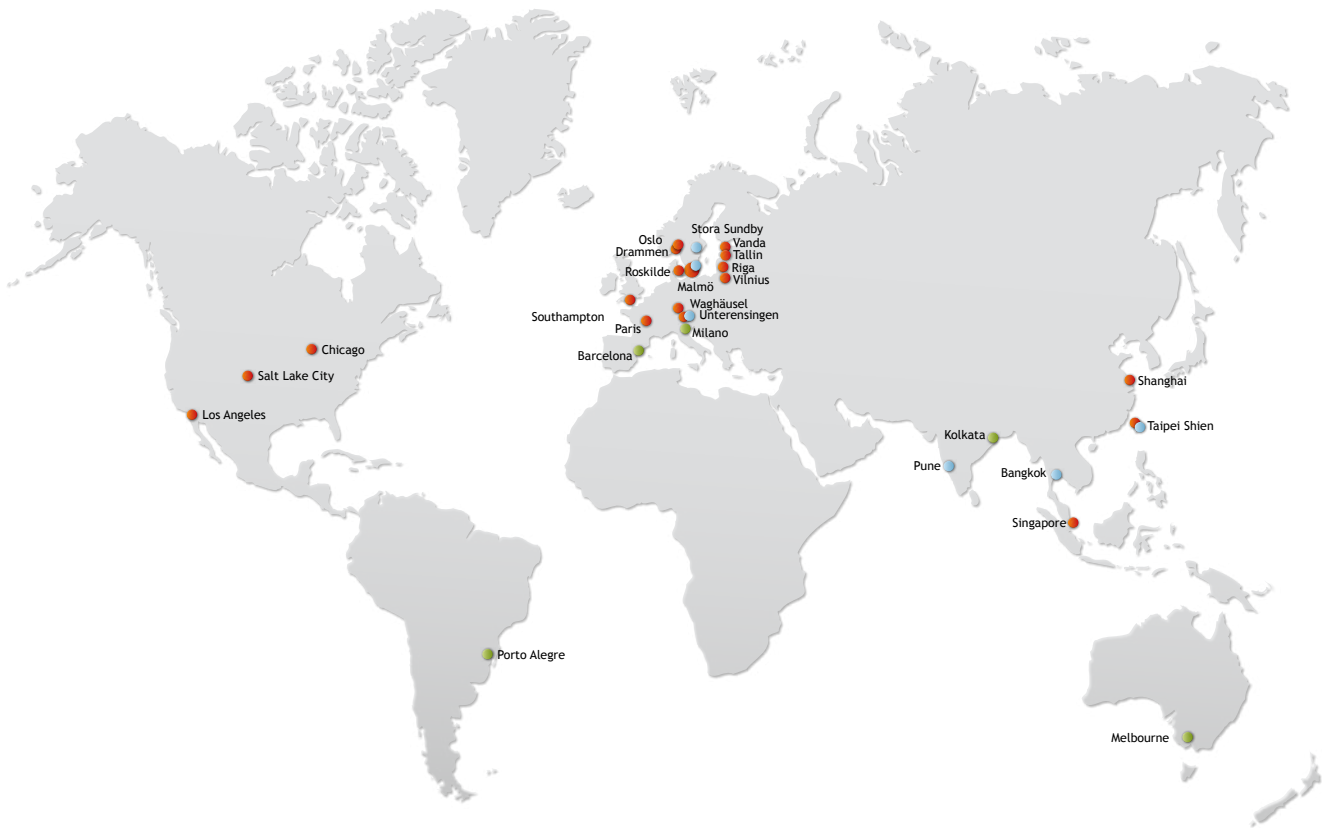 Stora Sundby
Oslo
Vanda
Drammen
Tallin
Roskilde
Riga
Vilnius
Malmö
Waghäusel
Southampton
Unterensingen
Paris
Milano
Barcelona
Chicago
Salt Lake City
Los Angeles
Shanghai
Taipei Shien
Kolkata
Pune
Bangkok
Singapore
Porto Alegre
Melbourne